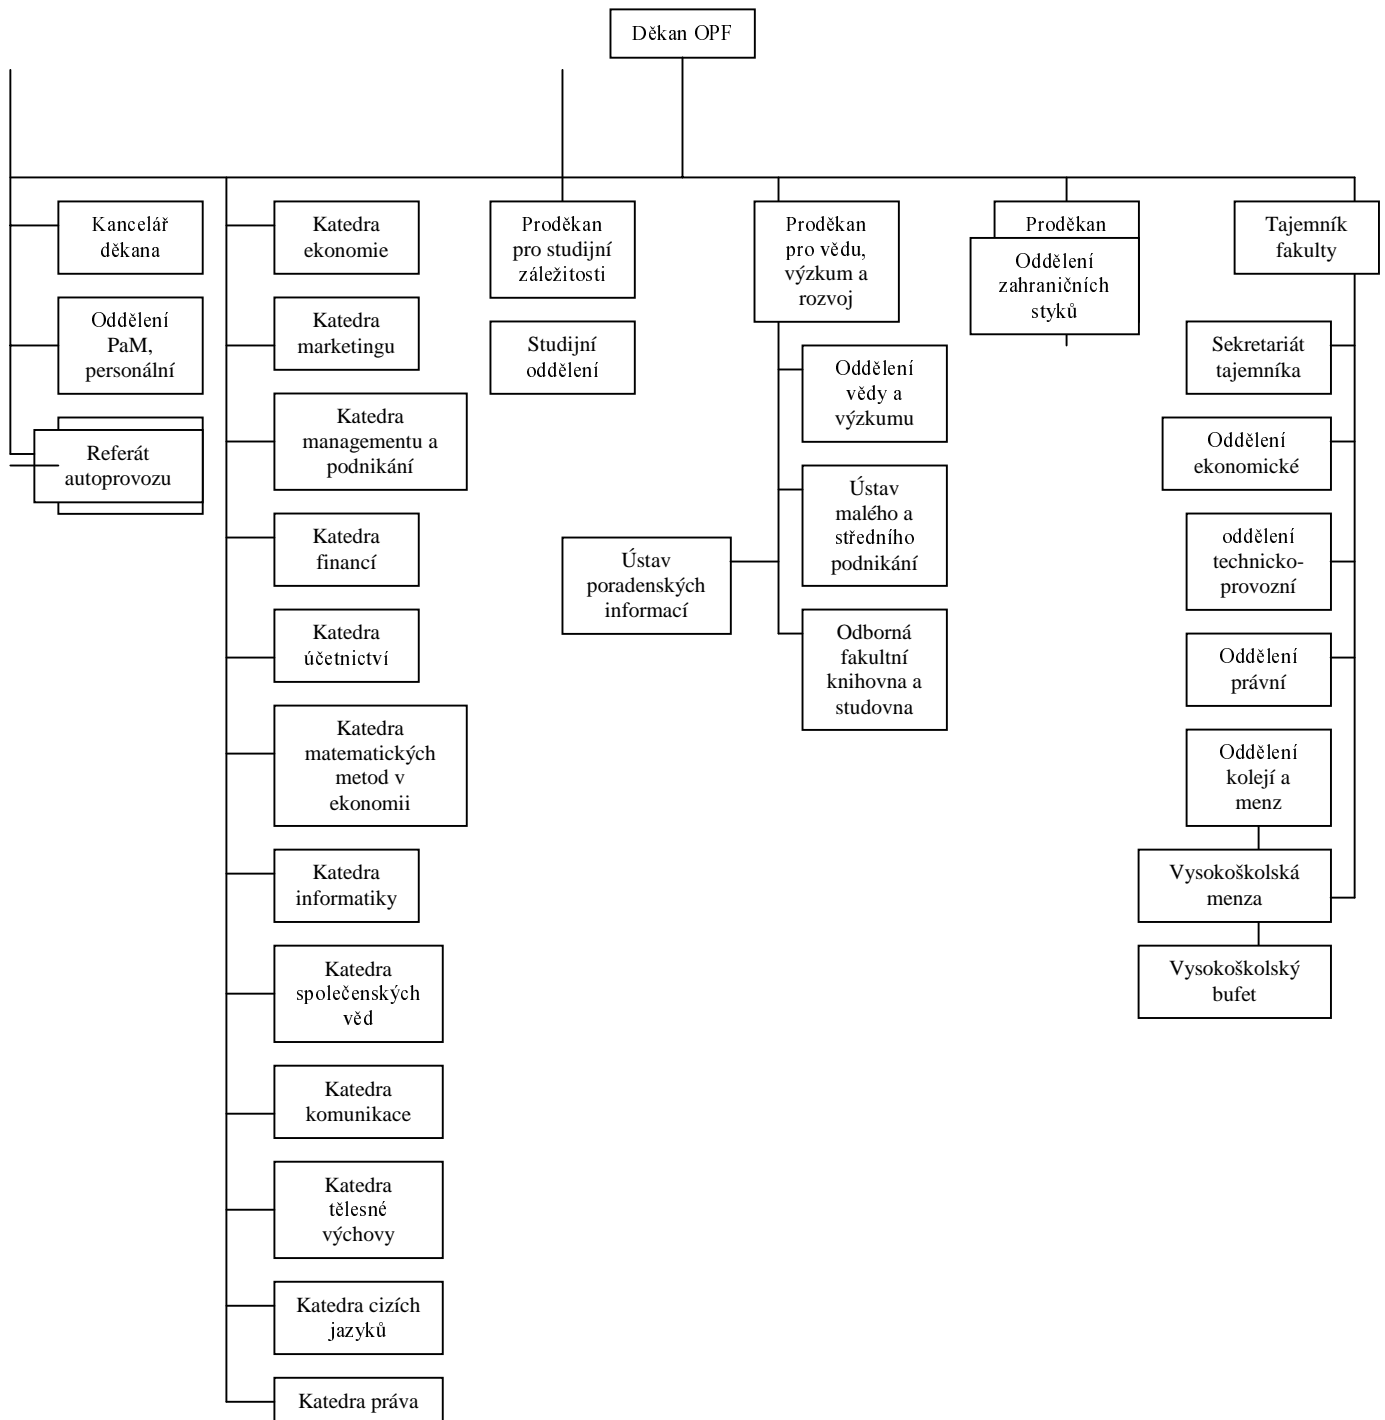 Děkan OPF
Kancelář
děkana
Oddělení
PaM,
personální
Referát
autoprovozu
Katedra
ekonomie
Katedra
marketingu
Katedra
managementu a
podnikání
Katedra
financí
Katedra
účetnictví
Katedra
matematických
metod v
ekonomii
Katedra
informatiky
Katedra
společenských
věd
Katedra
komunikace
Katedra
tělesné
výchovy
Katedra cizích
jazyků
Katedra práva
Proděkan
pro studijní
záležitosti
Studijní
oddělení
Proděkan
pro vědu,
výzkum a
rozvoj
Oddělení
vědy a
výzkumu
Ústav
malého a
středního
podnikání
Ústav
poradenských
informací
Odborná
fakultní
knihovna a
studovna
Proděkan
Oddělení
zahraničních
styků
Tajemník
fakulty
Sekretariát
tajemníka
Oddělení
ekonomické
oddělení
technicko-
provozní
Oddělení
právní
Oddělení
kolejí a
menz
Vysokoškolská
menza
Vysokoškolský
bufet